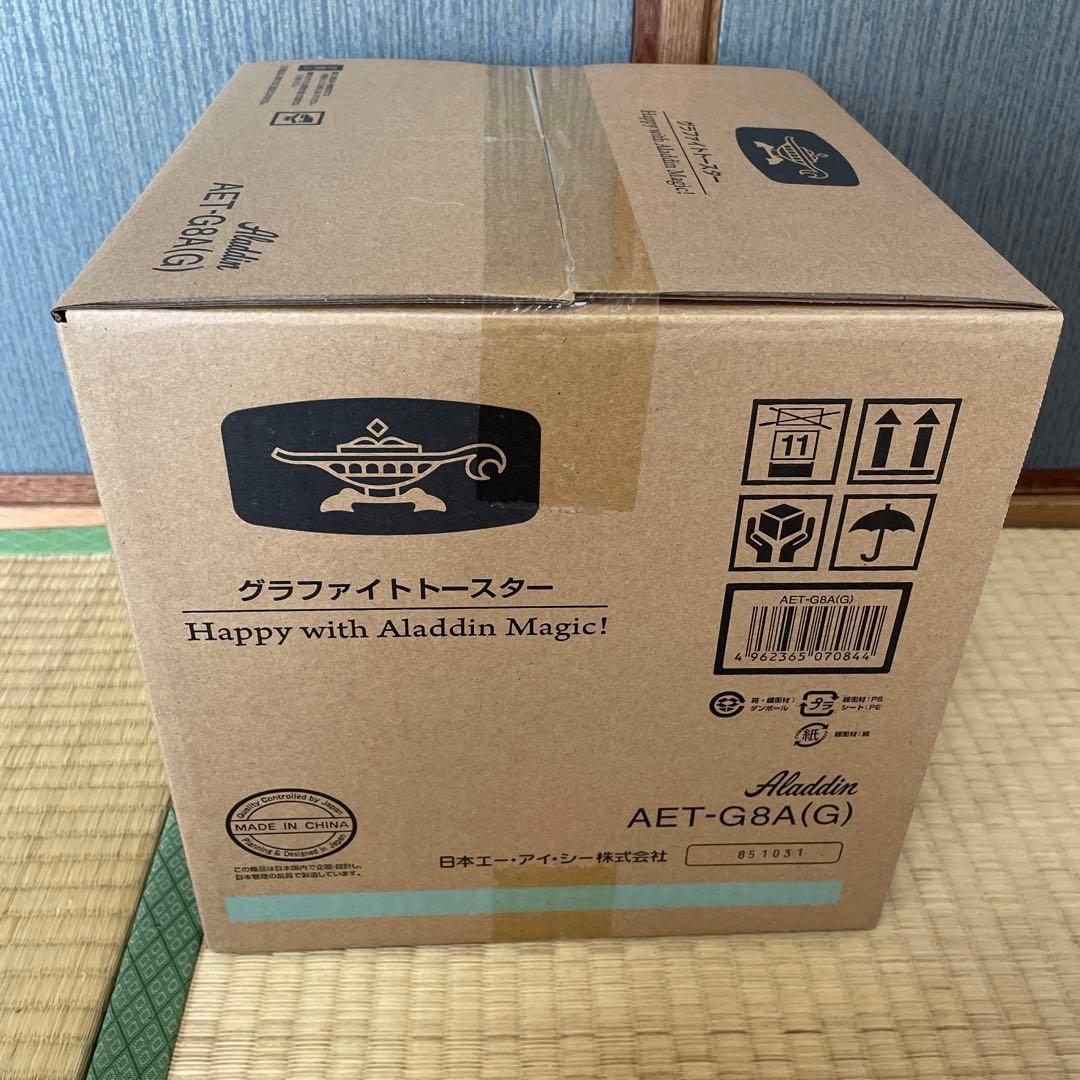 Aladdin
AET-G8A(G)
グラファイトトースター
Happy with Aladdin Magic!
グラファイトトースター
Happy with Aladdin Magic!
11
AET-G8A(G)
4 962365 070844
箱・緩衝材:
ダンボール
プラ
緩衝材:PS
シート:PE
紙
緩衝材:紙
Quality Controlled by Japan
MADE IN CHINA
Planning & Designed in Japan
この商品は日本国内で企画・設計し、
日本管理の品質で製造しています。
Aladdin
AET-G8A(G)
日本エー・アイ・シー株式会社
851031